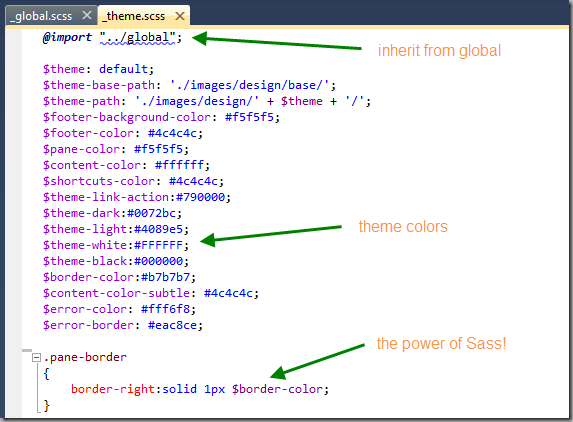 _global.scss X _theme.scss X
@import "../global";
inherit from global
$theme: default;
$theme-base-path: './images/design/base/';
$theme-path: './images/design/' + $theme + '/';
$footer-background-color: #f5f5f5;
$footer-color: #4c4c4c;
$pane-color: #f5f5f5;
$content-color: #ffffff;
$shortcuts-color: #4c4c4c;
$theme-link-action:#790000;
$theme-dark:#0072bc;
$theme-light:#4089e5;
theme colors
$theme-white:#FFFFFF;
$theme-black:#000000;
$border-color:#b7b7b7;
$content-color-subtle: #4c4c4c;
$error-color: #fff6f8;
$error-border: #eac8ce;
the power of Sass!
.pane-border
{
border-right:solid 1px $border-color;
}